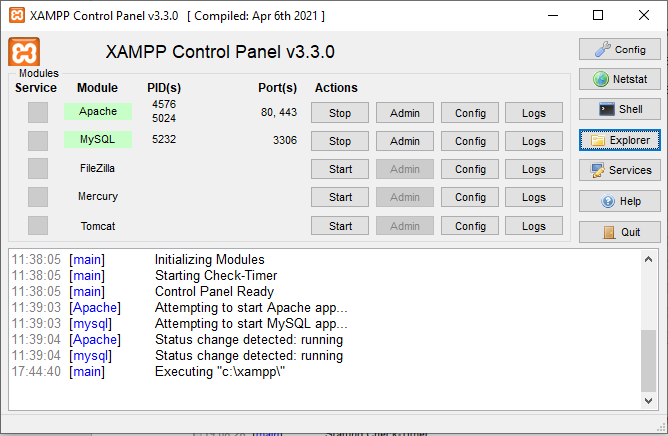 XAMPP Control Panel v3.3.0 [ Compiled: Apr 6th 2021 ]
XAMPP Control Panel v3.3.0
Config
Modules
Service Module PID(s) Port(s) Actions
Netstat
Apache 4576 5024 80, 443 Stop Admin Config Logs
Shell
MySQL 5232 3306 Stop Admin Config Logs
Explorer
FileZilla Start Admin Config Logs
Services
Mercury Start Admin Config Logs
Help
Tomcat Start Admin Config Logs
Quit
11:38:05 [main] Initializing Modules
11:38:05 [main] Starting Check-Timer
11:38:05 [main] Control Panel Ready
11:39:03 [Apache] Attempting to start Apache app...
11:39:03 [mysql] Attempting to start MySQL app...
11:39:04 [Apache] Status change detected: running
11:39:04 [mysql] Status change detected: running
17:44:40 [main] Executing "c:\xampp\"